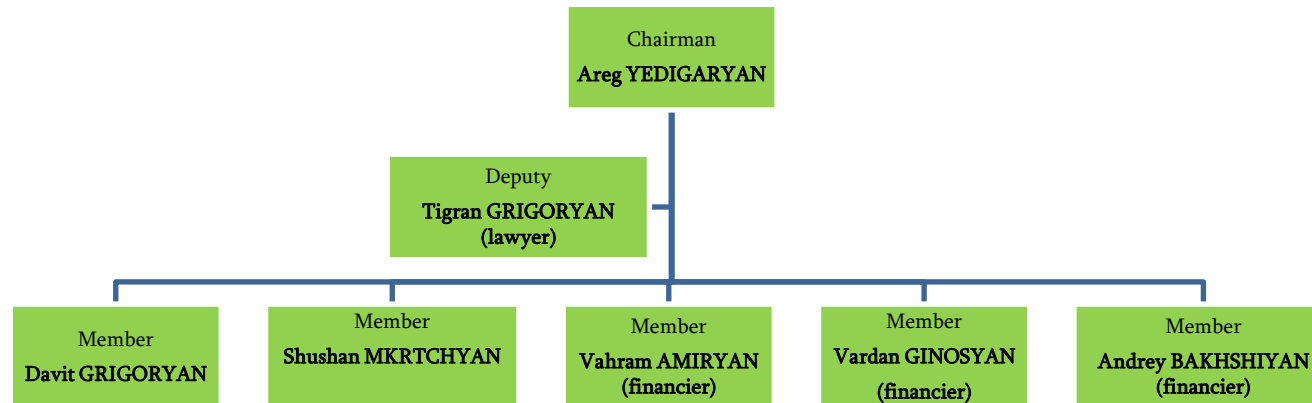 Chairman
Areg YEDIGARYAN
Deputy
Tigran GRIGORYAN
(lawyer)
Member
Davit GRIGORYAN
Member
Shushan MKRTCHYAN
Member
Vahram AMIRYAN
(financier)
Member
Vardan GINOSYAN
(financier)
Member
Andrey BAKHSHIYAN
(financier)